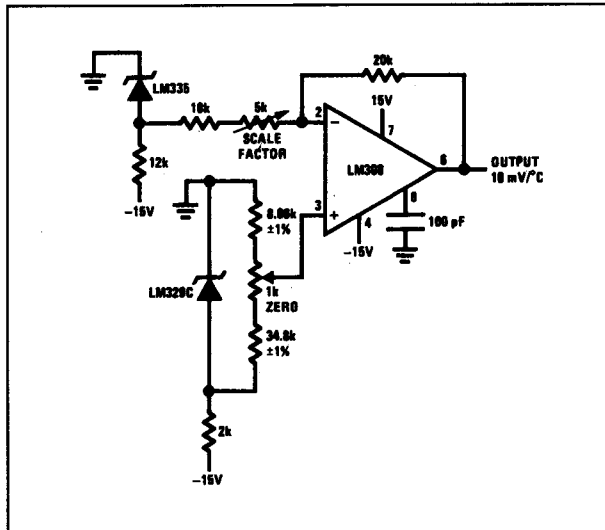 LM335
18k
5k
20k
SCALE
FACTOR
12k
-15V
2
−
15V
7
LM308
6
OUTPUT
10 mV/°C
8
100 pF
3
+
4
-15V
8.06k
±1%
LM329C
1k
ZERO
34.8k
±1%
2k
-15V